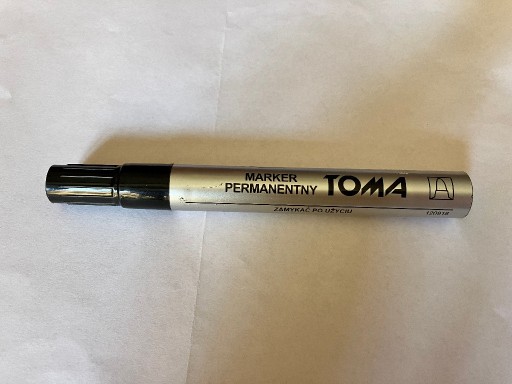 MARKER
PERMANENTNY
TOMA
ZAMYKAĆ PO UŻYCIU